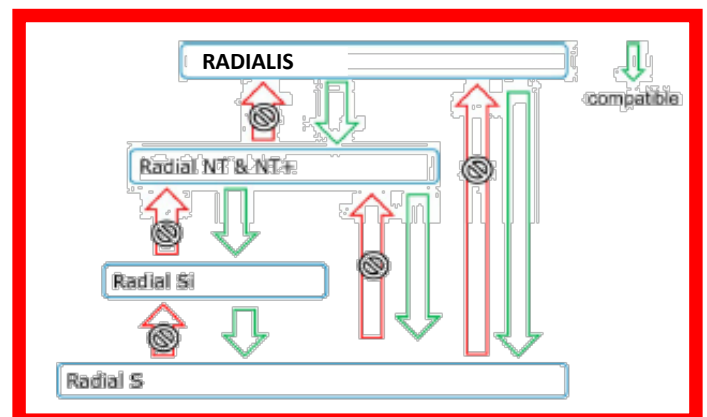 RADIALIS
compatible
Radial NT & NT+
Radial Si
Radial S